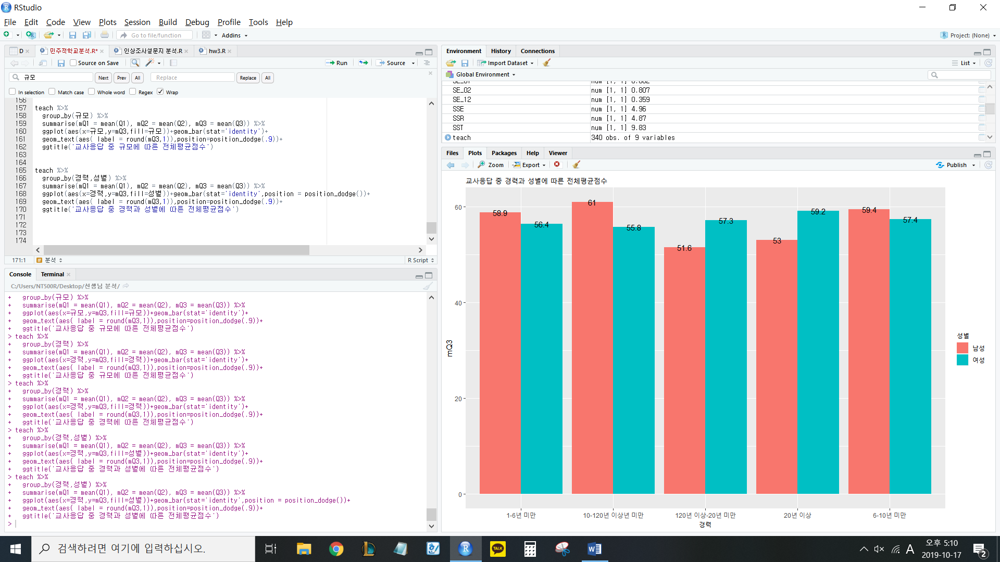 RStudio
File Edit Code View Plots Session Build Debug Profile Tools Help
Go to file/function Addins Project: (None)
D 민주적학교분석.R* 인상조사설문지 분석.R hw3.R
Source on Save Run Source
규모 Next Prev All Replace Replace All
In selection Match case Whole word Regex Wrap
156
157 teach %>%
158 group_by(규모) %>%
159 summarise(mQ1 = mean(Q1), mQ2 = mean(Q2), mQ3 = mean(Q3)) %>%
160 ggplot(aes(x=규모,y=mQ3,fill=규모))+geom_bar(stat='identity')+
161 geom_text(aes( label = round(mQ3,1)),position=position_dodge(.9))+
162 ggtitle('교사응답 중 규모에 따른 전체평균점수')
163
164
165 teach %>%
166 group_by(경력,성별) %>%
167 summarise(mQ1 = mean(Q1), mQ2 = mean(Q2), mQ3 = mean(Q3)) %>%
168 ggplot(aes(x=경력,y=mQ3,fill=성별))+geom_bar(stat='identity',position = position_dodge())+
169 geom_text(aes( label = round(mQ3,1)),position=position_dodge(.9))+
170 ggtitle('교사응답 중 경력과 성별에 따른 전체평균점수')
171
172
173
174
171:1 # 분석 R Script
Console Terminal
C:/Users/NT500R/Desktop/선생님 분석/
+ group_by(규모) %>%
+ summarise(mQ1 = mean(Q1), mQ2 = mean(Q2), mQ3 = mean(Q3)) %>%
+ ggplot(aes(x=규모,y=mQ3,fill=규모))+geom_bar(stat='identity')+
+ geom_text(aes( label = round(mQ3,1)),position=position_dodge(.9))+
+ ggtitle('교사응답 중 규모에 따른 전체평균점수')
> teach %>%
+ group_by(경력) %>%
+ summarise(mQ1 = mean(Q1), mQ2 = mean(Q2), mQ3 = mean(Q3)) %>%
+ ggplot(aes(x=경력,y=mQ3,fill=경력))+geom_bar(stat='identity')+
+ geom_text(aes( label = round(mQ3,1)),position=position_dodge(.9))+
+ ggtitle('교사응답 중 규모에 따른 전체평균점수')
> teach %>%
+ group_by(경력) %>%
+ summarise(mQ1 = mean(Q1), mQ2 = mean(Q2), mQ3 = mean(Q3)) %>%
+ ggplot(aes(x=경력,y=mQ3,fill=경력))+geom_bar(stat='identity')+
+ geom_text(aes( label = round(mQ3,1)),position=position_dodge(.9))+
+ ggtitle('교사응답 중 경력에 따른 전체평균점수')
> teach %>%
+ group_by(경력,성별) %>%
+ summarise(mQ1 = mean(Q1), mQ2 = mean(Q2), mQ3 = mean(Q3)) %>%
+ ggplot(aes(x=경력,y=mQ3,fill=성별))+geom_bar(stat='identity')+
+ geom_text(aes( label = round(mQ3,1)),position=position_dodge(.9))+
+ ggtitle('교사응답 중 경력과 성별에 따른 전체평균점수')
> teach %>%
+ group_by(경력,성별) %>%
+ summarise(mQ1 = mean(Q1), mQ2 = mean(Q2), mQ3 = mean(Q3)) %>%
+ ggplot(aes(x=경력,y=mQ3,fill=성별))+geom_bar(stat='identity',position = position_dodge())+
+ geom_text(aes( label = round(mQ3,1)),position=position_dodge(.9))+
+ ggtitle('교사응답 중 경력과 성별에 따른 전체평균점수')
>
Environment History Connections
Import Dataset List
Global Environment
SE_02 num [1, 1] 0.807
SE_12 num [1, 1] 0.359
SSE num [1, 1] 4.96
SSR num [1, 1] 4.87
SST num [1, 1] 9.83
teach 340 obs. of 9 variables
Files Plots Packages Help Viewer
Zoom Export Publish
교사응답 중 경력과 성별에 따른 전체평균점수
60
40
20
0
mQ3
58.9 56.4 61 55.8 51.6 57.3 53 59.2 59.4 57.4
성별
남성
여성
1-6년 미만 10-120년 이상년 미만 120년 이상-20년 미만 20년 이상 6-10년 미만
경력
검색하려면 여기에 입력하십시오.
TALK
A 오후 5:10
2019-10-17
2